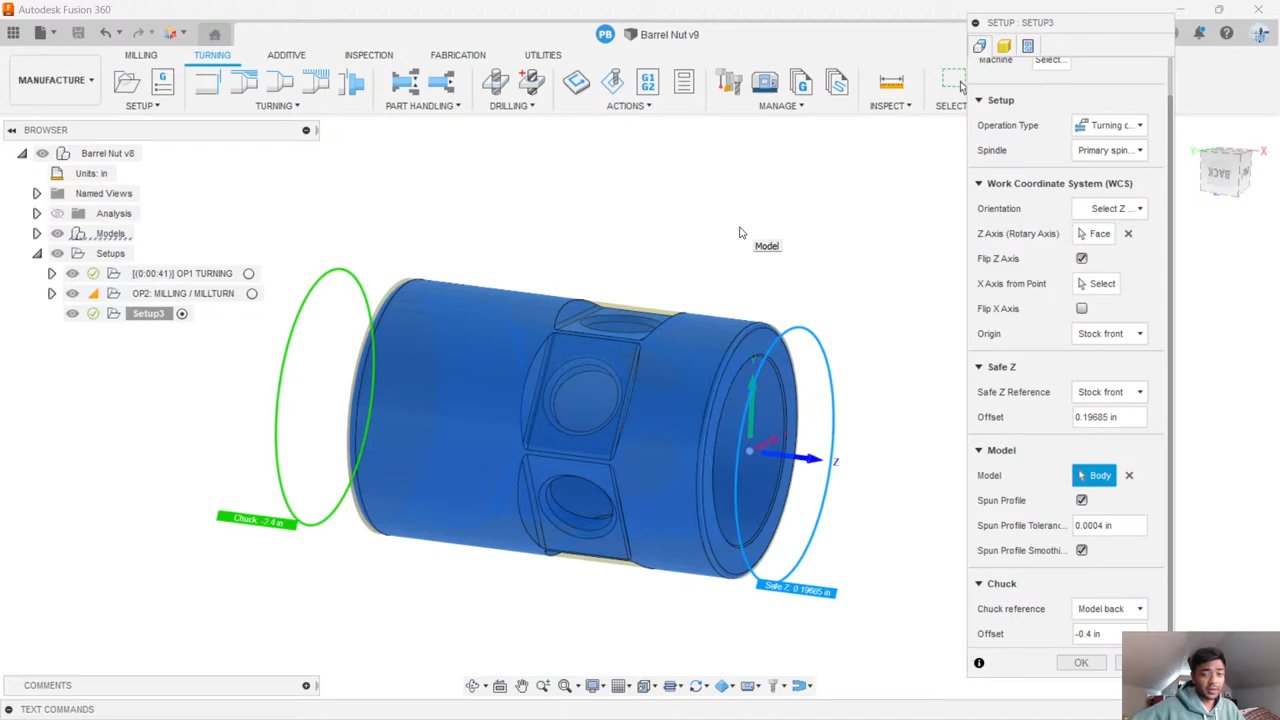 Autodesk Fusion 360
SETUP : SETUP3
PB Barrel Nut v9
MILLING TURNING ADDITIVE INSPECTION FABRICATION UTILITIES
MANUFACTURE
G
G1
G2
G
SETUP TURNING PART HANDLING DRILLING ACTIONS MANAGE INSPECT SELECT
Machine Select...
Setup
Operation Type Turning c...
Spindle Primary spin...
Work Coordinate System (WCS)
Orientation Select Z ...
Z Axis (Rotary Axis) Face
Flip Z Axis
X Axis from Point Select
Flip X Axis
Origin Stock front
Safe Z
Safe Z Reference Stock front
Offset 0.19685 in
Model
Model Body
Spun Profile
Spun Profile Toleranc... 0.0004 in
Spun Profile Smoothi...
Chuck
Chuck reference Model back
Offset -0.4 in
OK
BROWSER
Barrel Nut v8
Units: in
Named Views
Analysis
Models
Setups
[(0:00:41)] OP1 TURNING
OP2: MILLING / MILLTURN
Setup3
Model
BACK
Y
X
Z
Safe Z: 0.19685 in
COMMENTS
TEXT COMMANDS